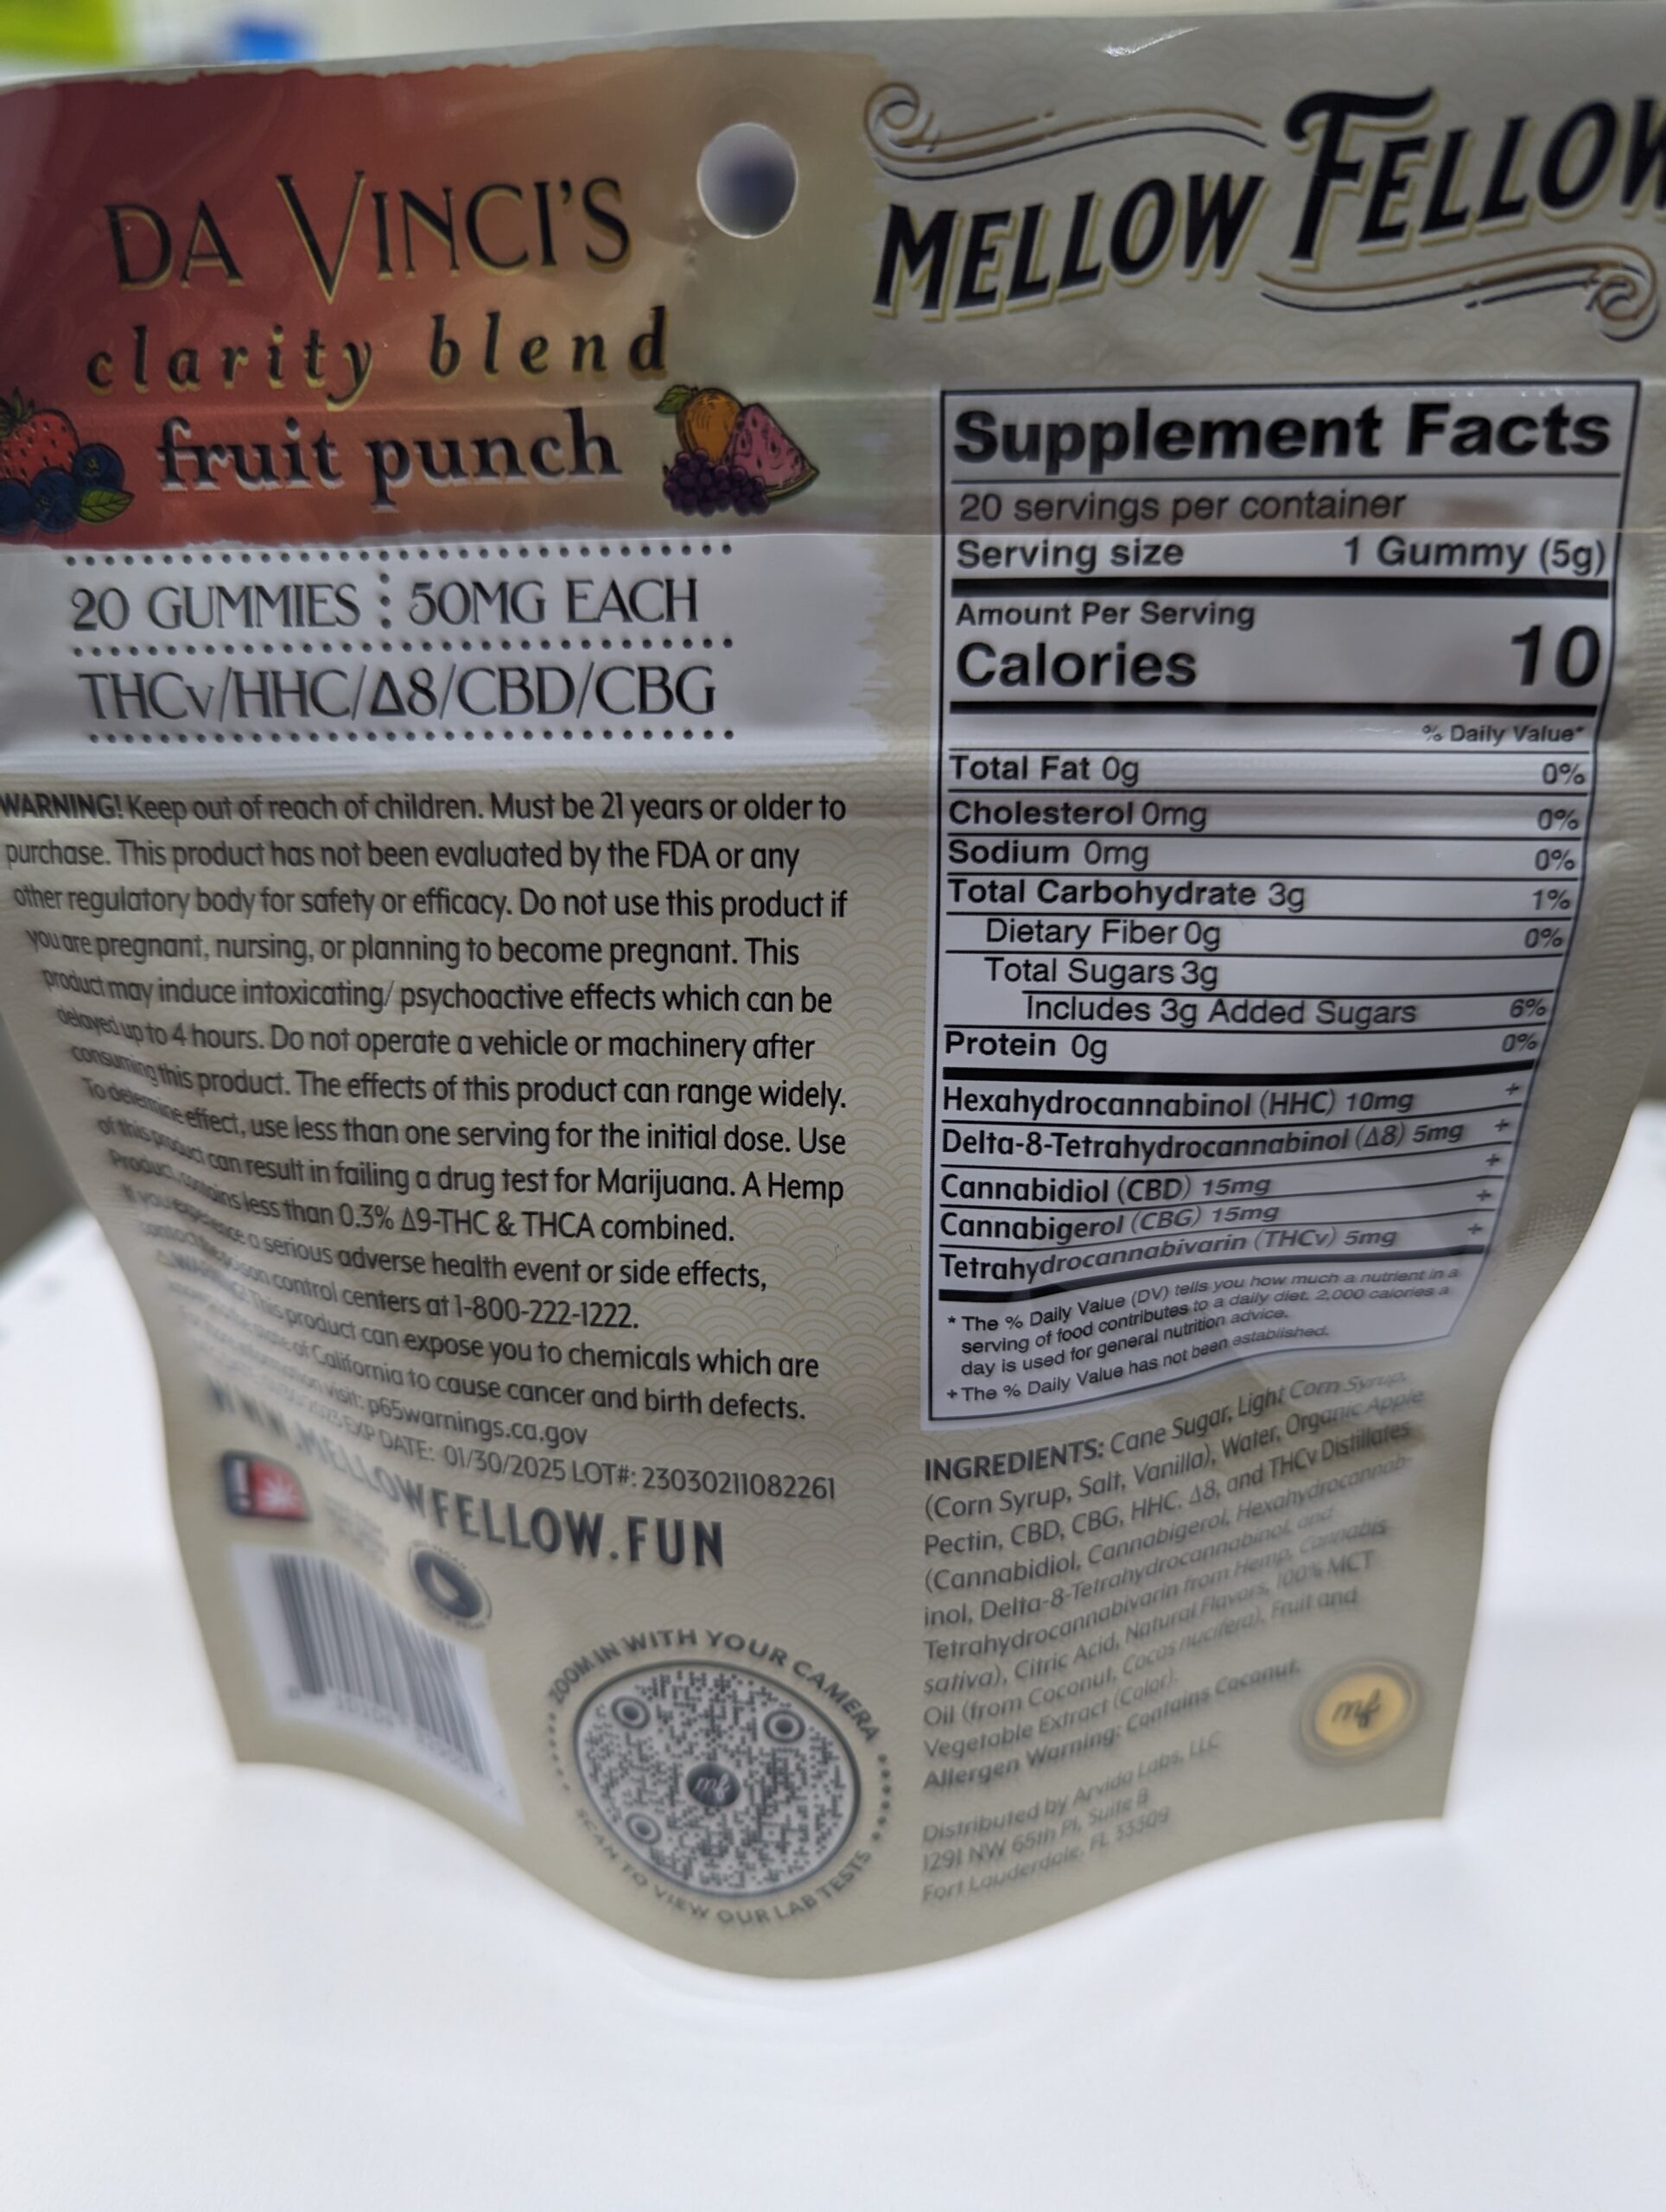 DA VINCI'S
clarity blend
fruit punch
20 GUMMIES 50MG EACH
THCv/HHC/Δ8/CBD/CBG
WARNING! Keep out of reach of children. Must be 21 years or older to
purchase. This product has not been evaluated by the FDA or any
other regulatory body for safety or efficacy. Do not use this product if
you are pregnant, nursing, or planning to become pregnant. This
product may induce intoxicating/ psychoactive effects which can be
delayed up to 4 hours. Do not operate a vehicle or machinery after
consuming this product. The effects of this product can range widely.
To determine effect, use less than one serving for the initial dose. Use
of this product can result in failing a drug test for Marijuana. A Hemp
Product, contains less than 0.3% Δ9-THC & THCA combined.
If you experience a serious adverse health event or side effects,
contact the poison control centers at 1-800-222-1222.
⚠ WARNING! This product can expose you to chemicals which are
the state of California to cause cancer and birth defects.
For more information visit: p65warnings.ca.gov
EXP DATE: 01/30/2025 LOT#: 23030211082261
WWW.MELLOWFELLOW.FUN
ZOOM IN WITH YOUR CAMERA
mf
SCAN TO VIEW OUR LAB TESTS
MELLOW FELLOW
Supplement Facts
20 servings per container
Serving size 1 Gummy (5g)
Amount Per Serving
Calories 10
% Daily Value*
Total Fat 0g 0%
Cholesterol 0mg 0%
Sodium 0mg 0%
Total Carbohydrate 3g 1%
Dietary Fiber 0g 0%
Total Sugars 3g
Includes 3g Added Sugars 6%
Protein 0g 0%
Hexahydrocannabinol (HHC) 10mg +
Delta-8-Tetrahydrocannabinol (Δ8) 5mg +
Cannabidiol (CBD) 15mg +
Cannabigerol (CBG) 15mg +
Tetrahydrocannabivarin (THCv) 5mg +
* The % Daily Value (DV) tells you how much a nutrient in a
serving of food contributes to a daily diet. 2,000 calories a
day is used for general nutrition advice.
+ The % Daily Value has not been established.
INGREDIENTS: Cane Sugar, Light Corn Syrup,
(Corn Syrup, Salt, Vanilla), Water, Organic Apple
Pectin, CBD, CBG, HHC, Δ8, and THCv Distillates
(Cannabidiol, Cannabigerol, Hexahydrocannab-
inol, Delta-8-Tetrahydrocannabinol, and
Tetrahydrocannabivarin from Hemp, Cannabis
sativa), Citric Acid, Natural Flavors, 100% MCT
Oil (from Coconut, Cocos nucifera), Fruit and
Vegetable Extract (Color).
Allergen Warning: Contains Coconut.
Distributed by Arvida Labs, LLC
1291 NW 65th Pl, Suite B
Fort Lauderdale, FL 33309
mf